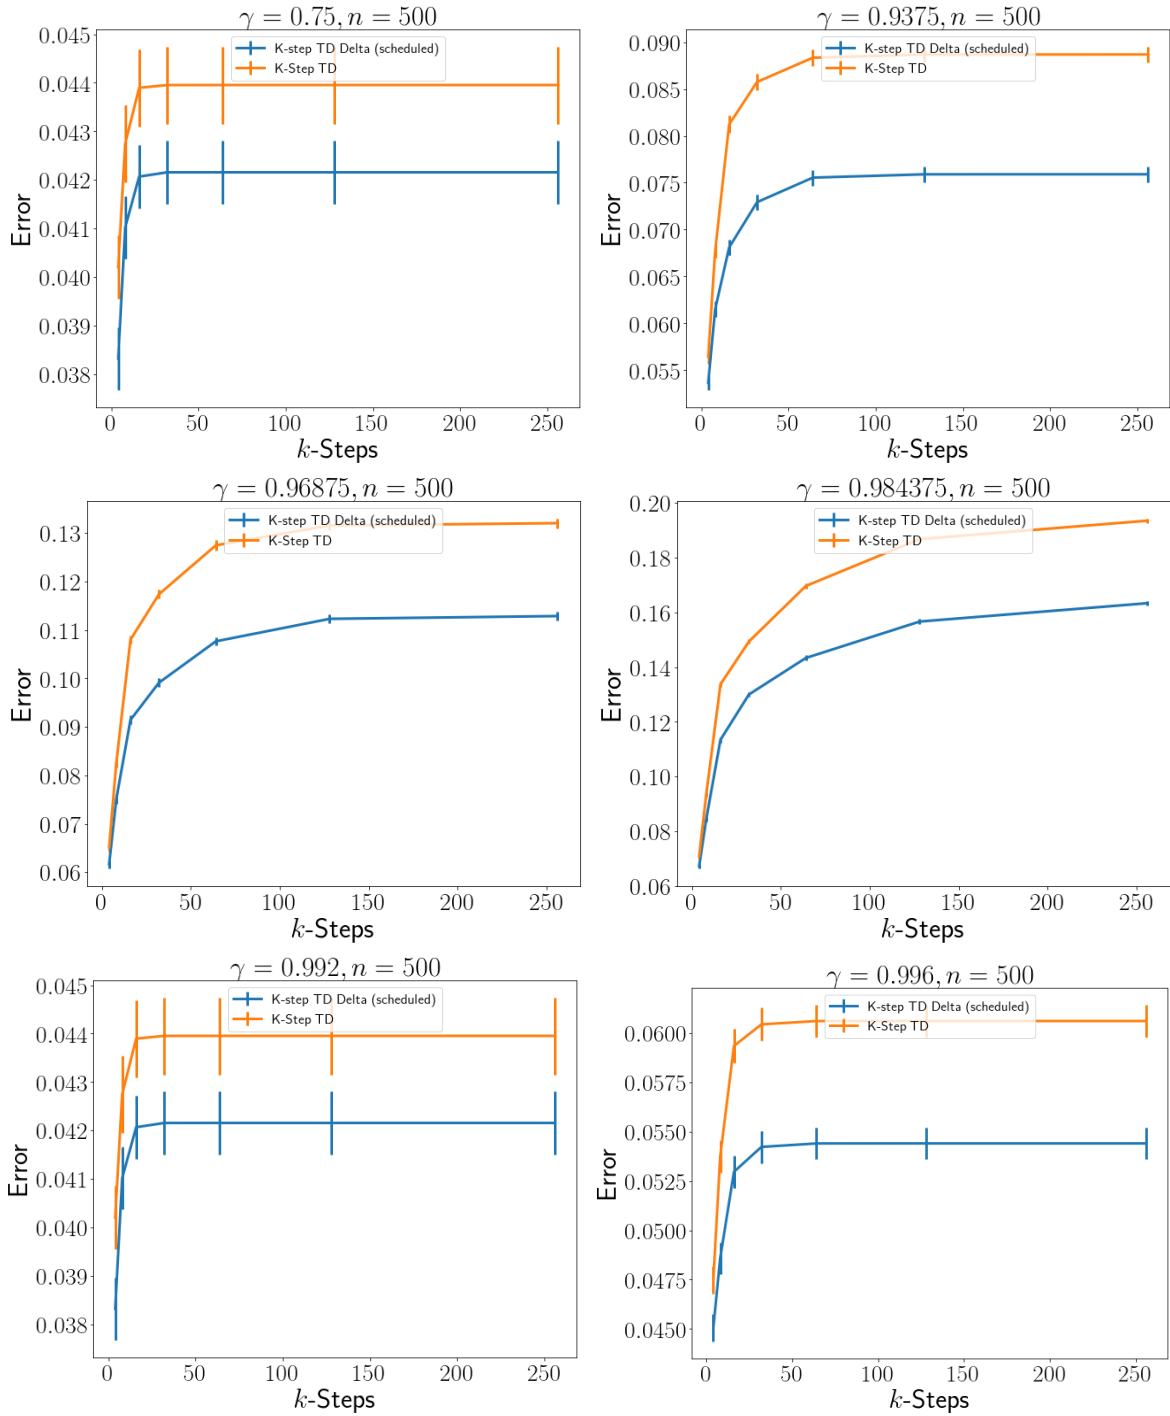 γ = 0.75, n = 500
K-step TD Delta (scheduled)
K-Step TD
0.045
0.044
0.043
0.042
0.041
0.040
0.039
0.038
Error
0 50 100 150 200 250
k-Steps
γ = 0.9375, n = 500
K-step TD Delta (scheduled)
K-Step TD
0.090
0.085
0.080
0.075
0.070
0.065
0.060
0.055
Error
0 50 100 150 200 250
k-Steps
γ = 0.96875, n = 500
K-step TD Delta (scheduled)
K-Step TD
0.13
0.12
0.11
0.10
0.09
0.08
0.07
0.06
Error
0 50 100 150 200 250
k-Steps
γ = 0.984375, n = 500
K-step TD Delta (scheduled)
K-Step TD
0.20
0.18
0.16
0.14
0.12
0.10
0.08
0.06
Error
0 50 100 150 200 250
k-Steps
γ = 0.992, n = 500
K-step TD Delta (scheduled)
K-Step TD
0.045
0.044
0.043
0.042
0.041
0.040
0.039
0.038
Error
0 50 100 150 200 250
k-Steps
γ = 0.996, n = 500
K-step TD Delta (scheduled)
K-Step TD
0.0600
0.0575
0.0550
0.0525
0.0500
0.0475
0.0450
Error
0 50 100 150 200 250
k-Steps